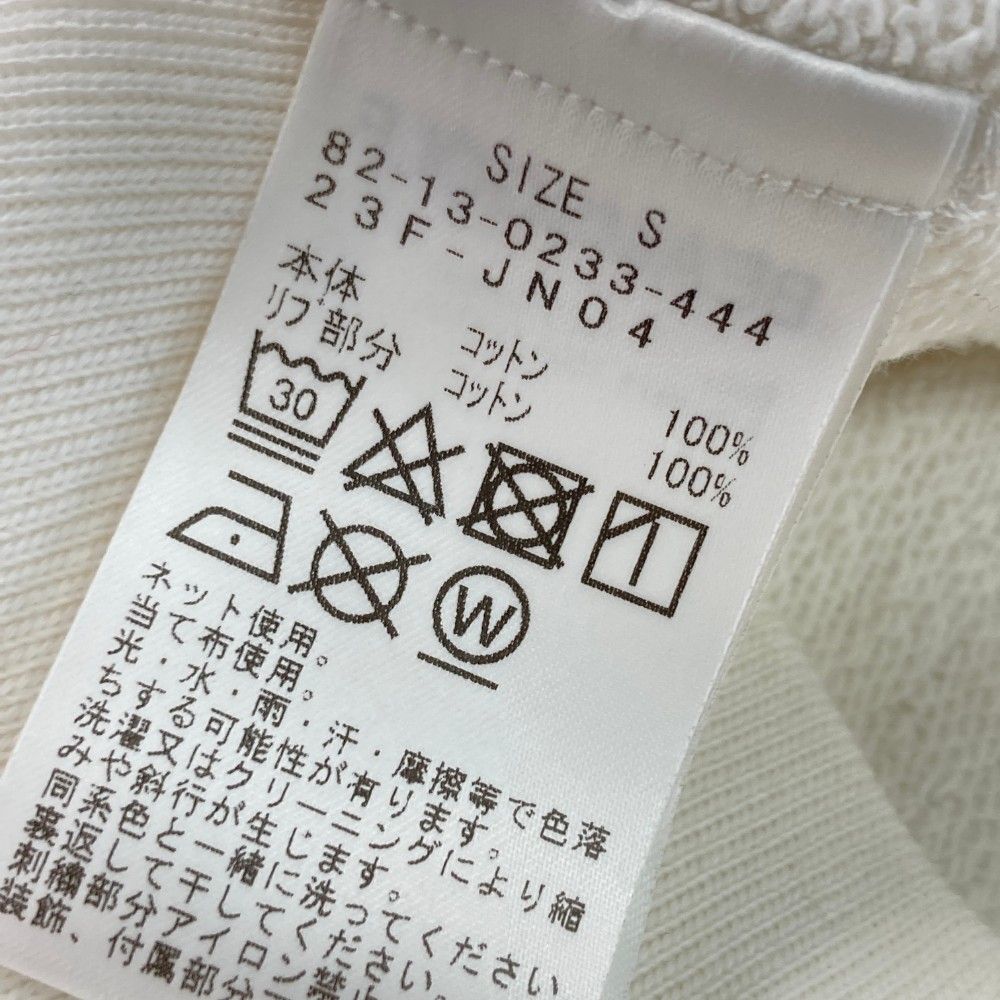 SIZE S
82-13-0233-444
23F-JN04
本体 コットン 100%
リブ部分 コットン 100%
30
W
ネット使用。
当て布使用。
光・水・雨・汗・摩擦等で色落
ちする可能性が有ります。
洗濯又はクリーニングにより縮
みや斜行が生じます。
同系色と一緒に洗ってください
裏返して干してください
刺繍部分アイロン禁止
装飾、付属部分